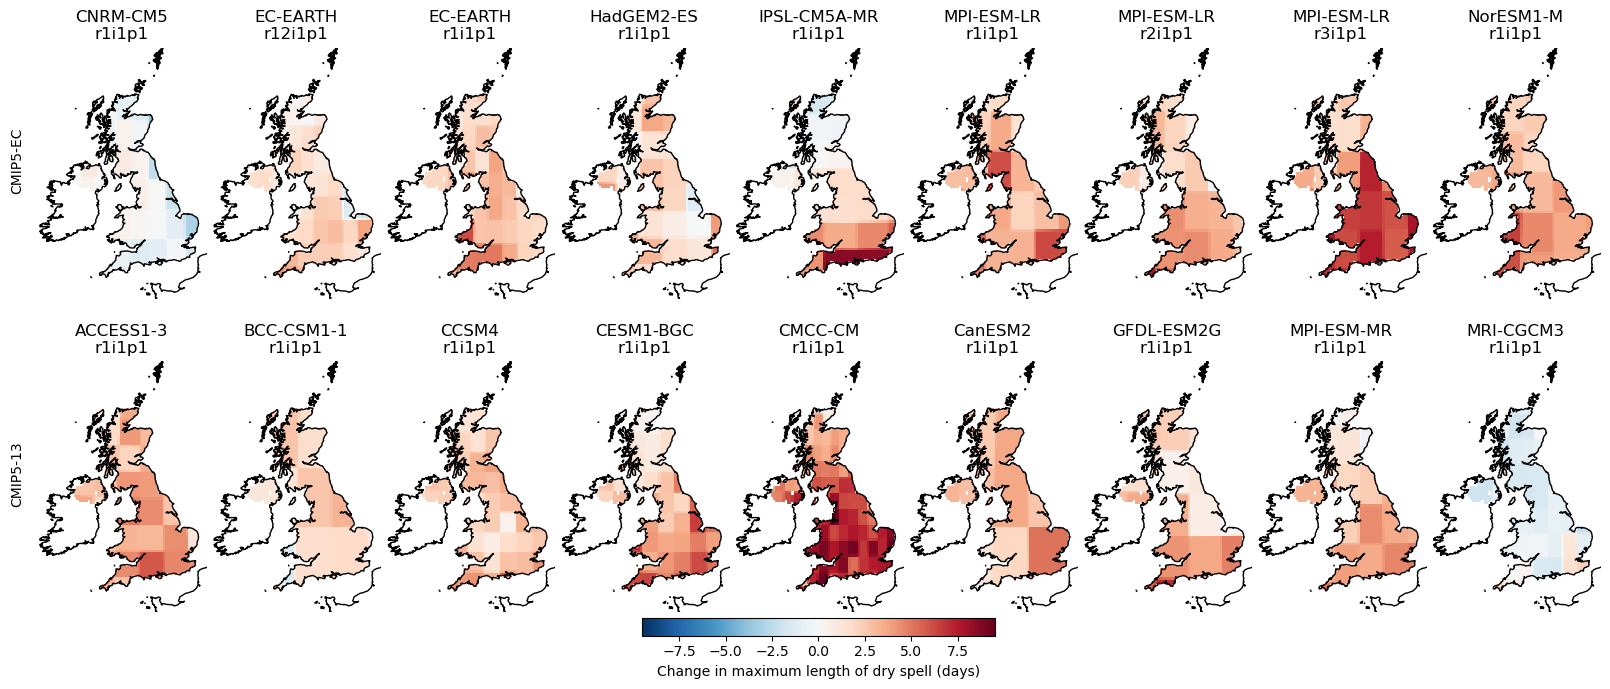 CNRM-CM5
r1i1p1
EC-EARTH
r12i1p1
EC-EARTH
r1i1p1
HadGEM2-ES
r1i1p1
IPSL-CM5A-MR
r1i1p1
MPI-ESM-LR
r1i1p1
MPI-ESM-LR
r2i1p1
MPI-ESM-LR
r3i1p1
NorESM1-M
r1i1p1
CMIP5-EC
ACCESS1-3
r1i1p1
BCC-CSM1-1
r1i1p1
CCSM4
r1i1p1
CESM1-BGC
r1i1p1
CMCC-CM
r1i1p1
CanESM2
r1i1p1
GFDL-ESM2G
r1i1p1
MPI-ESM-MR
r1i1p1
MRI-CGCM3
r1i1p1
CMIP5-13
−7.5 −5.0 −2.5 0.0 2.5 5.0 7.5
Change in maximum length of dry spell (days)